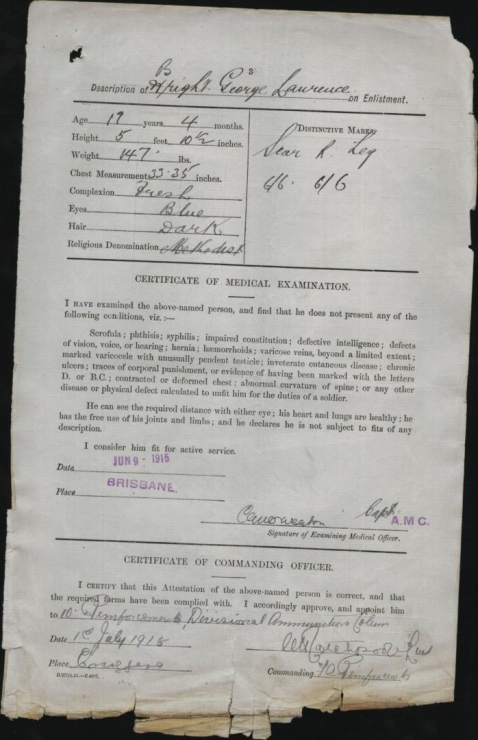 Description of Wright George Lawrence on Enlistment.
Age 19 years 4 months.
Height 5 feet 10½ inches.
Weight 147 lbs.
Chest Measurement 33-35 inches.
Complexion Fresh
Eyes Blue
Hair Dark
Religious Denomination Methodist
DISTINCTIVE MARKS
Scar R. Leg
6/6 6/6
CERTIFICATE OF MEDICAL EXAMINATION.
I HAVE examined the above-named person, and find that he does not present any of the
following conditions, viz. :—
Scrofula ; phthisis ; syphilis ; impaired constitution ; defective intelligence ; defects
of vision, voice, or hearing ; hernia ; hæmorrhoids ; varicose veins, beyond a limited extent ;
marked varicocele with unusually pendent testicle ; inveterate cutaneous disease ; chronic
ulcers ; traces of corporal punishment, or evidence of having been marked with the letters
D. or B.C. ; contracted or deformed chest ; abnormal curvature of spine ; or any other
disease or physical defect calculated to unfit him for the duties of a soldier.
He can see the required distance with either eye ; his heart and lungs are healthy ; he
has the free use of his joints and limbs ; and he declares he is not subject to fits of any
description.
I consider him fit for active service.
Date JUN 9 - 1915
Place BRISBANE.
Capt. A.M.C.
Signature of Examining Medical Officer.
CERTIFICATE OF COMMANDING OFFICER.
I CERTIFY that this Attestation of the above-named person is correct, and that
the required forms have been complied with. I accordingly approve, and appoint him
to 10 Reinforcements, Divisional Ammunition Column
Date 1st July 1915
Place Enoggera
Commanding 10 Reinforcements